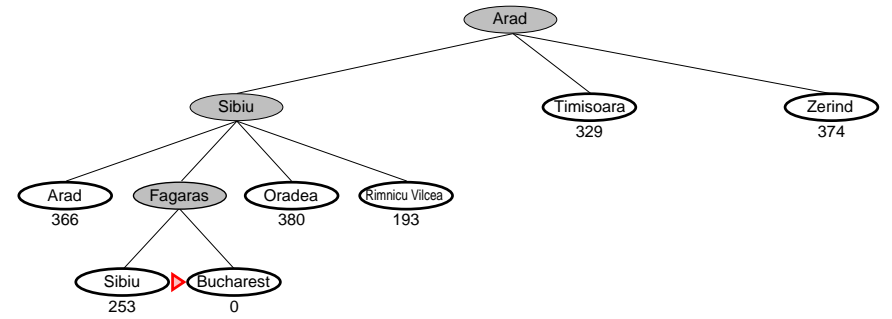 Arad
Sibiu
Timisoara
Zerind
329
374
Arad
Fagaras
Oradea
Rimnicu Vilcea
366
380
193
Sibiu
Bucharest
253
0